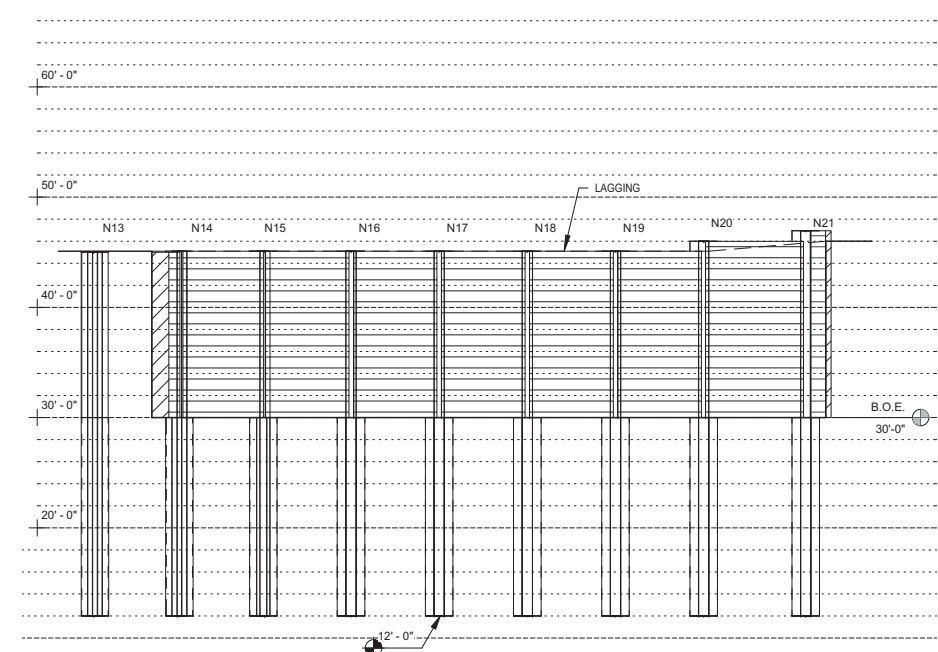 60' - 0"
50' - 0"
LAGGING
N13 N14 N15 N16 N17 N18 N19 N20 N21
40' - 0"
30' - 0"
B.O.E.
30'-0"
20' - 0"
12' - 0"